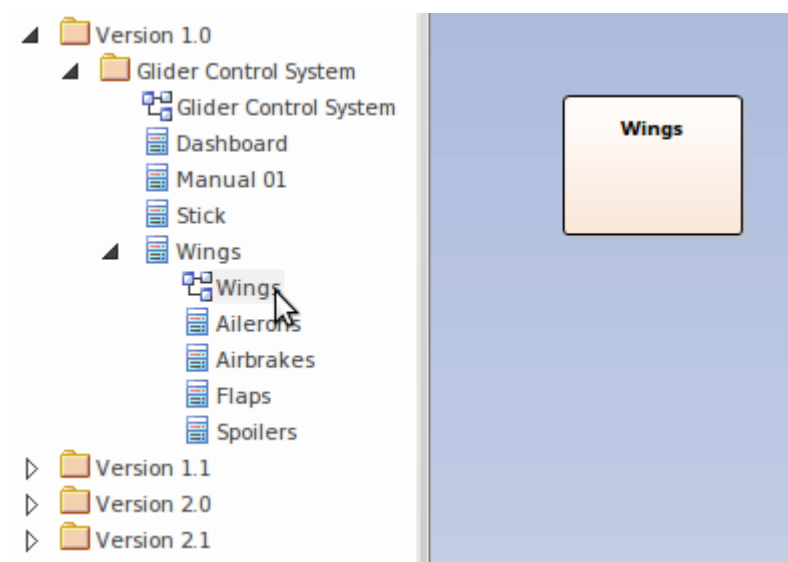 Version 1.0
Glider Control System
Glider Control System
Dashboard
Wings
Manual 01
Stick
Wings
Wings
Ailerons
Airbrakes
Flaps
Spoilers
Version 1.1
Version 2.0
Version 2.1